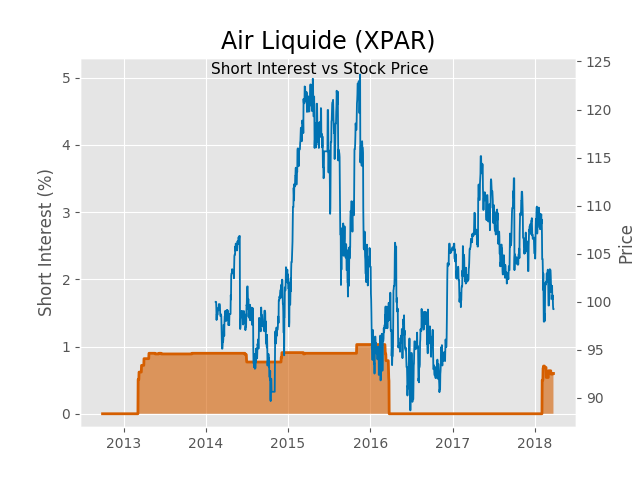 Air Liquide (XPAR)
Short Interest vs Stock Price
Short Interest (%)
5
4
3
2
1
0
125
120
115
110
105
100
95
90
Price
2013 2014 2015 2016 2017 2018